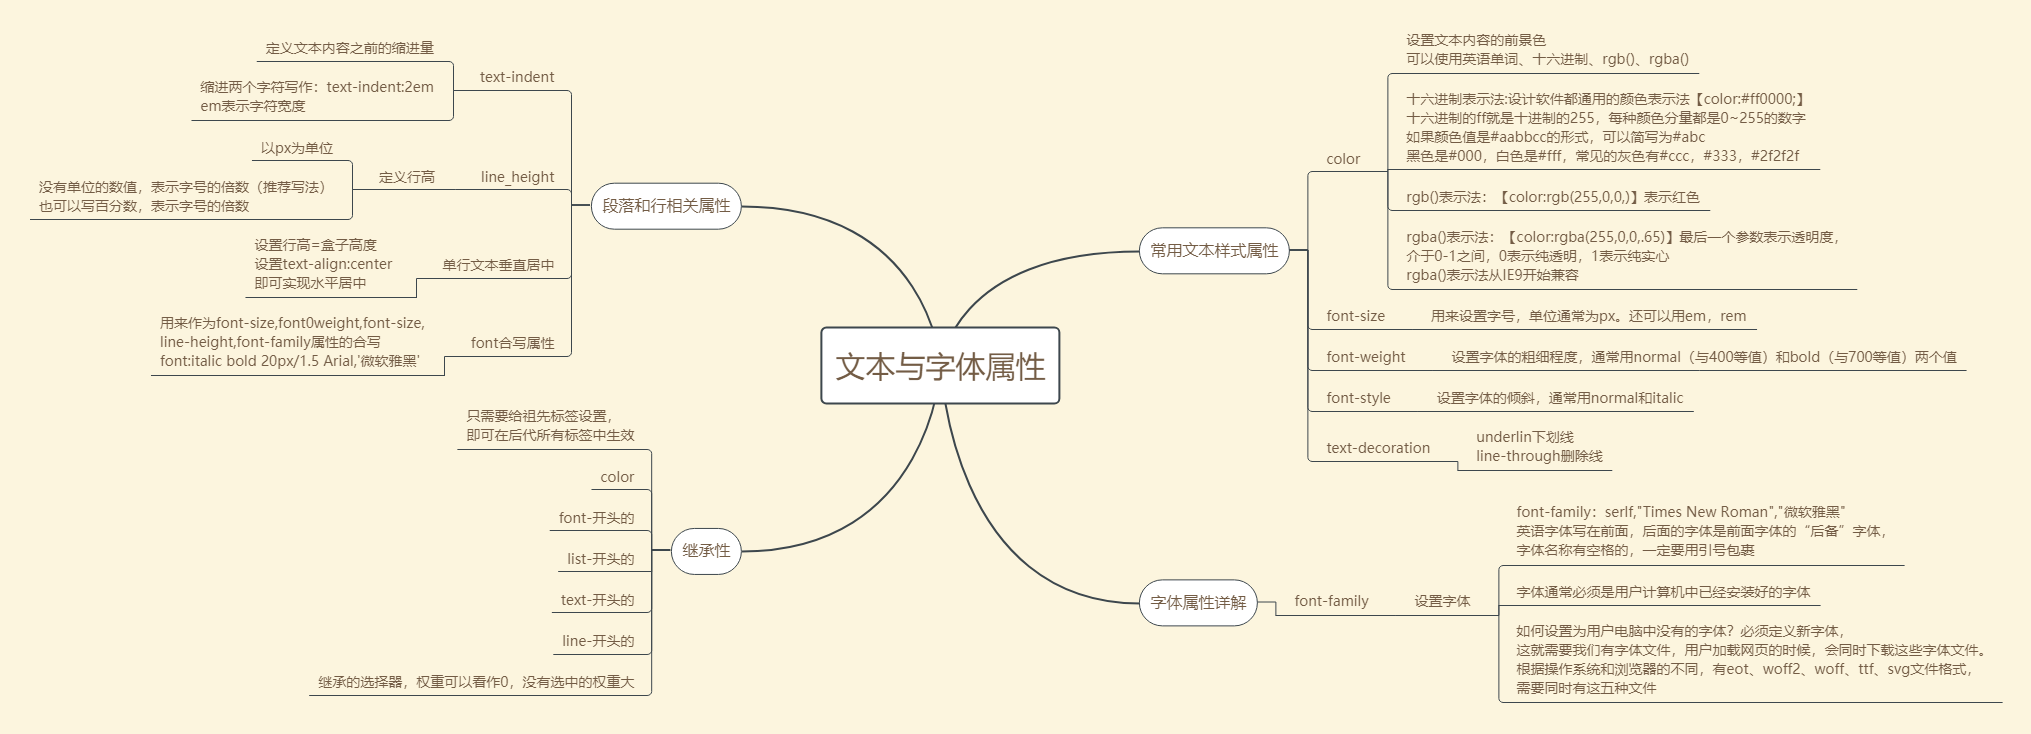 文本与字体属性
常用文本样式属性
color
设置文本内容的前景色
可以使用英语单词、十六进制、rgb()、rgba()
十六进制表示法:设计软件都通用的颜色表示法【color:#ff0000;】
十六进制的ff就是十进制的255，每种颜色分量都是0~255的数字
如果颜色值是#aabbcc的形式，可以简写为#abc
黑色是#000，白色是#fff，常见的灰色有#ccc，#333，#2f2f2f
rgb()表示法：【color:rgb(255,0,0,)】表示红色
rgba()表示法：【color:rgba(255,0,0,.65)】最后一个参数表示透明度，
介于0-1之间，0表示纯透明，1表示纯实心
rgba()表示法从IE9开始兼容
font-size
用来设置字号，单位通常为px。还可以用em，rem
font-weight
设置字体的粗细程度，通常用normal（与400等值）和bold（与700等值）两个值
font-style
设置字体的倾斜，通常用normal和italic
text-decoration
underlin下划线
line-through删除线
字体属性详解
font-family
设置字体
font-family：serIf,"Times New Roman","微软雅黑"
英语字体写在前面，后面的字体是前面字体的“后备”字体，
字体名称有空格的，一定要用引号包裹
字体通常必须是用户计算机中已经安装好的字体
如何设置为用户电脑中没有的字体？必须定义新字体，
这就需要我们有字体文件，用户加载网页的时候，会同时下载这些字体文件。
根据操作系统和浏览器的不同，有eot、woff2、woff、ttf、svg文件格式，
需要同时有这五种文件
段落和行相关属性
text-indent
定义文本内容之前的缩进量
缩进两个字符写作：text-indent:2em
em表示字符宽度
line_height
定义行高
以px为单位
没有单位的数值，表示字号的倍数（推荐写法）
也可以写百分数，表示字号的倍数
单行文本垂直居中
设置行高=盒子高度
设置text-align:center
即可实现水平居中
font合写属性
用来作为font-size,font0weight,font-size,
line-height,font-family属性的合写
font:italic bold 20px/1.5 Arial,'微软雅黑'
继承性
只需要给祖先标签设置，
即可在后代所有标签中生效
color
font-开头的
list-开头的
text-开头的
line-开头的
继承的选择器，权重可以看作0，没有选中的权重大